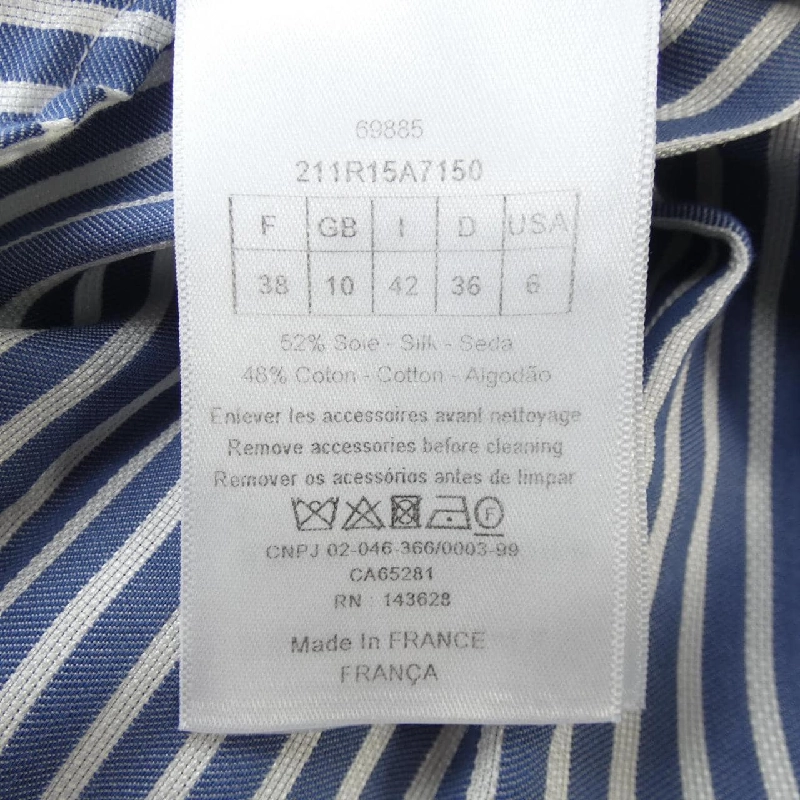 69885
211R15A7150
F GB I D USA
38 10 42 36 6
52% Soie - Silk - Seda
48% Coton - Cotton - Algodão
Enlever les accessoires avant nettoyage
Remove accessories before cleaning
Remover os acessórios antes de limpar
F
CNPJ 02-046-366/0003-99
CA65281
RN : 143628
Made In FRANCE
FRANÇA